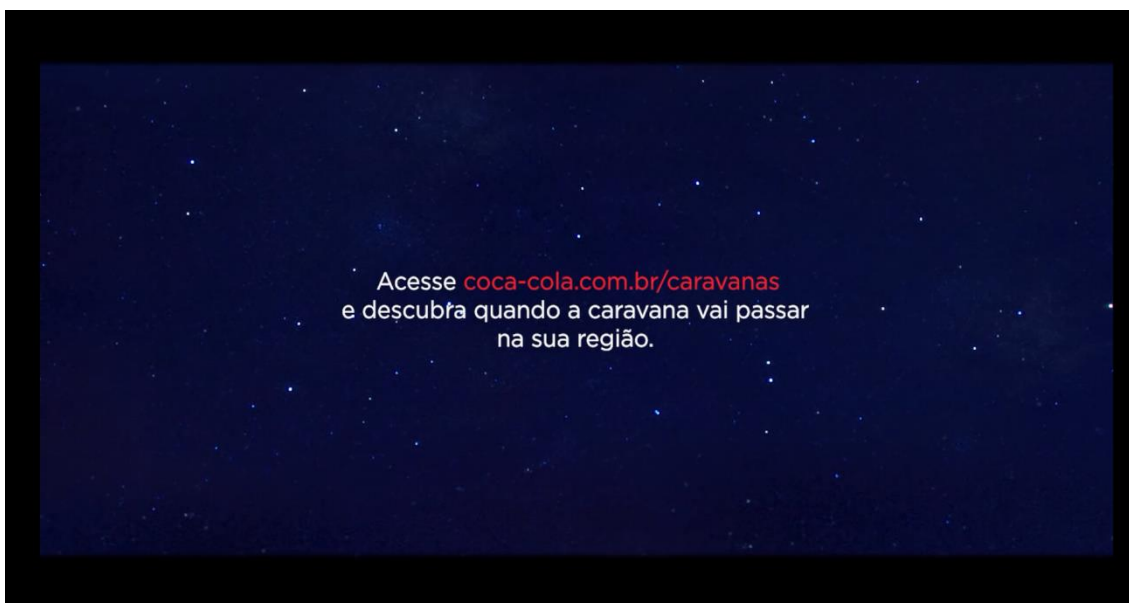 Acesse coca-cola.com.br/caravanas
e descubra quando a caravana vai passar
na sua região.